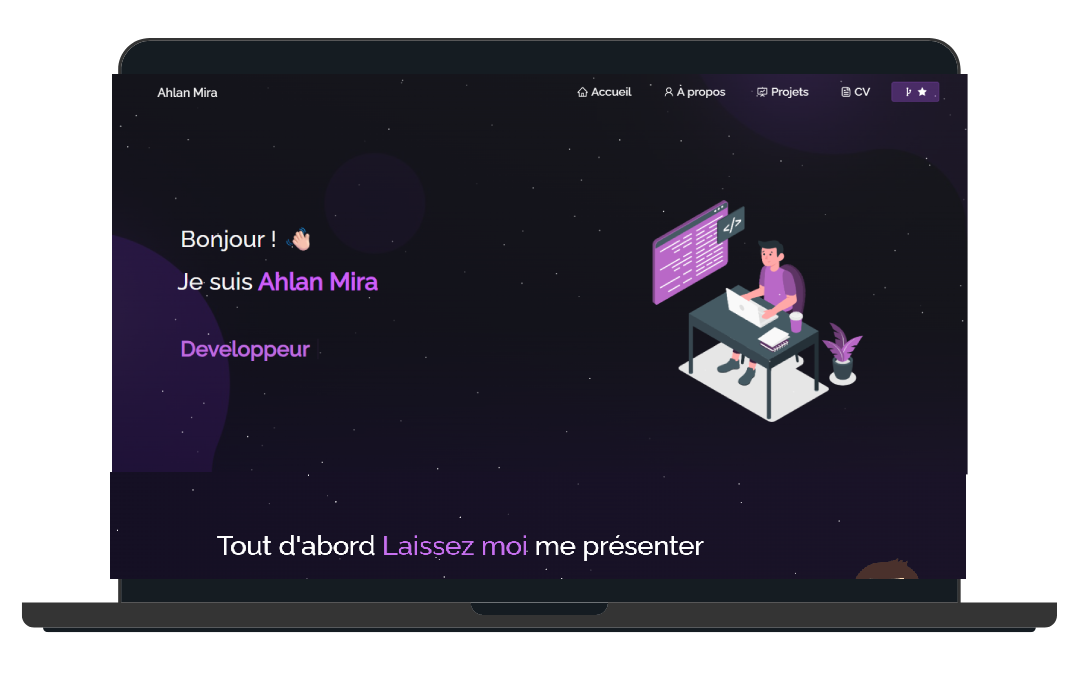 Ahlan Mira
Accueil À propos Projets CV
Bonjour ! 👋🏻
Je suis Ahlan Mira
</>
Developpeur
Tout d'abord Laissez moi me présenter